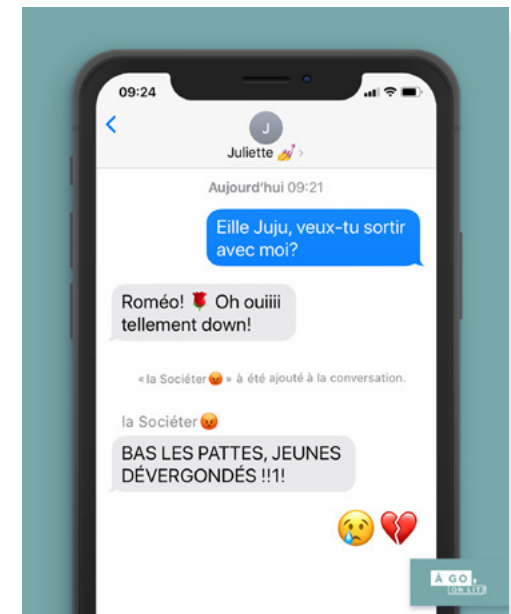 09:24
J
Juliette 💅 >
Aujourd'hui 09:21
Eille Juju, veux-tu sortir
avec moi?
Roméo! 🌹 Oh ouiiii
tellement down!
« la Sociéter😡 » à été ajouté à la conversation.
la Sociéter😡
BAS LES PATTES, JEUNES
DÉVERGONDÉS !!1!
😢 💔
À GO,
ON LIT!